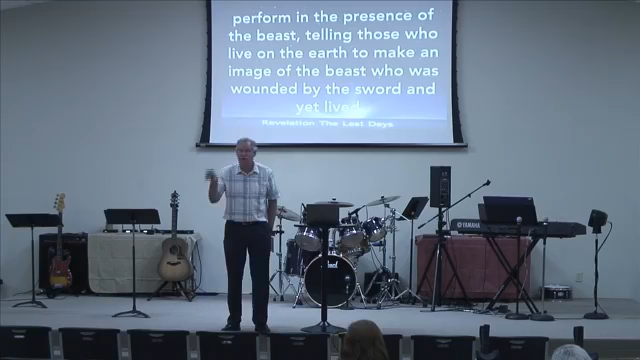 perform in the presence of
the beast, telling those who
live on the earth to make an
image of the beast who was
wounded by the sword and
yet lived.
Revelation The Last Days
YAMAHA